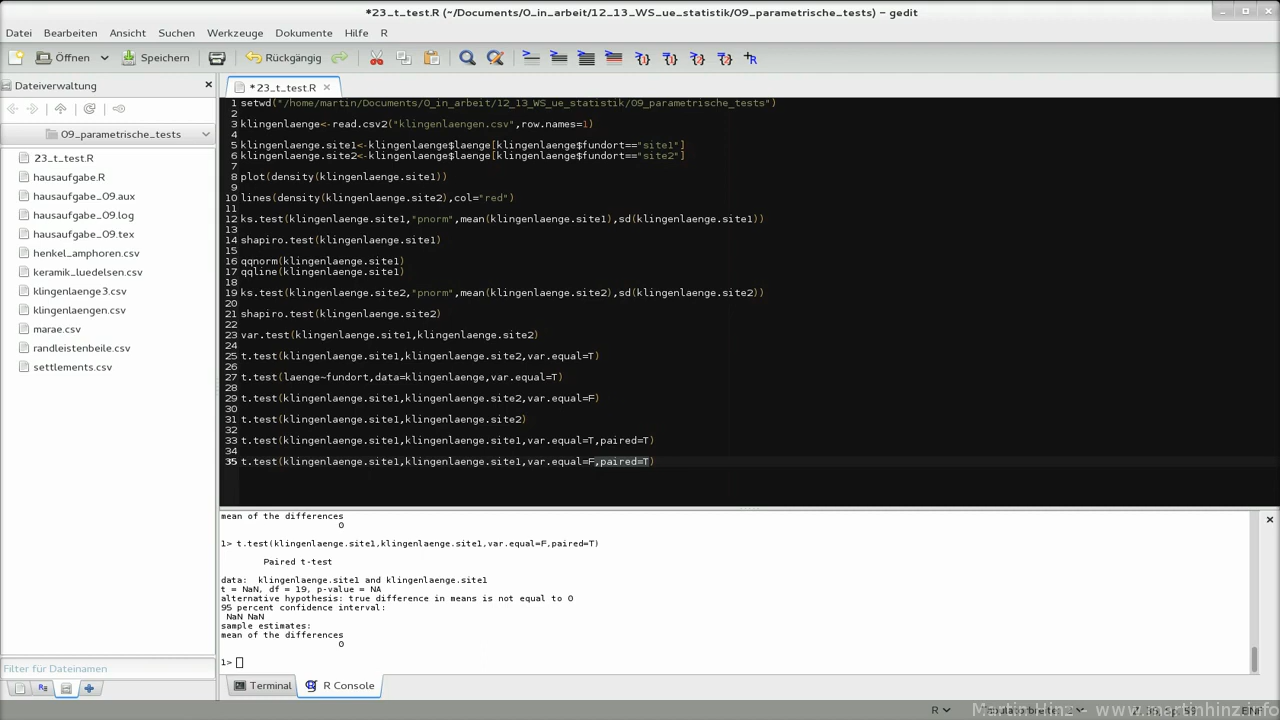 *23_t_test.R (~/Documents/0_in_arbeit/12_13_WS_ue_statistik/09_parametrische_tests) – gedit
Datei Bearbeiten Ansicht Suchen Werkzeuge Dokumente Hilfe R
Öffnen Speichern Rückgängig
Dateiverwaltung
*23_t_test.R
09_parametrische_tests
23_t_test.R
hausaufgabe.R
hausaufgabe_09.aux
hausaufgabe_09.log
hausaufgabe_09.tex
henkel_amphoren.csv
keramik_luedelsen.csv
klingenlaenge3.csv
klingenlaengen.csv
marae.csv
randleistenbeile.csv
settlements.csv
Filter für Dateinamen
1 setwd("/home/martin/Documents/0_in_arbeit/12_13_WS_ue_statistik/09_parametrische_tests")
2
3 klingenlaenge<-read.csv2("klingenlaengen.csv",row.names=1)
4
5 klingenlaenge.site1<-klingenlaenge$laenge[klingenlaenge$fundort=="site1"]
6 klingenlaenge.site2<-klingenlaenge$laenge[klingenlaenge$fundort=="site2"]
7
8 plot(density(klingenlaenge.site1))
9
10 lines(density(klingenlaenge.site2),col="red")
11
12 ks.test(klingenlaenge.site1,"pnorm",mean(klingenlaenge.site1),sd(klingenlaenge.site1))
13
14 shapiro.test(klingenlaenge.site1)
15
16 qqnorm(klingenlaenge.site1)
17 qqline(klingenlaenge.site1)
18
19 ks.test(klingenlaenge.site2,"pnorm",mean(klingenlaenge.site2),sd(klingenlaenge.site2))
20
21 shapiro.test(klingenlaenge.site2)
22
23 var.test(klingenlaenge.site1,klingenlaenge.site2)
24
25 t.test(klingenlaenge.site1,klingenlaenge.site2,var.equal=T)
26
27 t.test(laenge~fundort,data=klingenlaenge,var.equal=T)
28
29 t.test(klingenlaenge.site1,klingenlaenge.site2,var.equal=F)
30
31 t.test(klingenlaenge.site1,klingenlaenge.site2)
32
33 t.test(klingenlaenge.site1,klingenlaenge.site1,var.equal=T,paired=T)
34
35 t.test(klingenlaenge.site1,klingenlaenge.site1,var.equal=F,paired=T)
mean of the differences
0
1> t.test(klingenlaenge.site1,klingenlaenge.site1,var.equal=F,paired=T)
Paired t-test
data: klingenlaenge.site1 and klingenlaenge.site1
t = NaN, df = 19, p-value = NA
alternative hypothesis: true difference in means is not equal to 0
95 percent confidence interval:
NaN NaN
sample estimates:
mean of the differences
0
1>
Terminal R Console
R
Martin Hinz - www.martinhinz.info